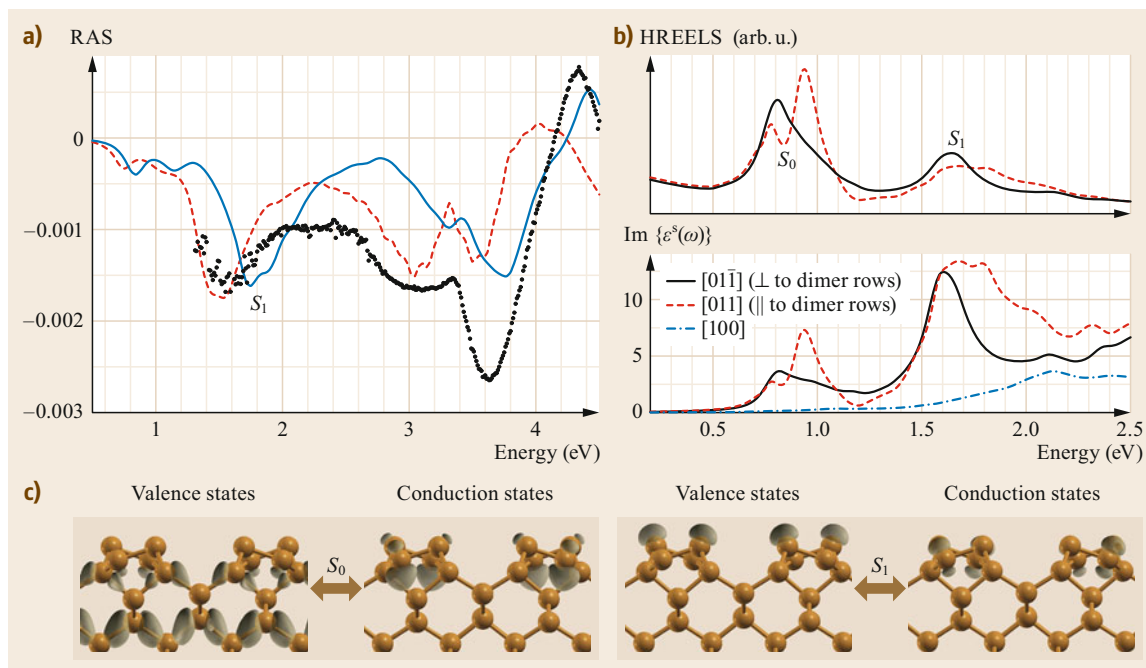 a) RAS
0
−0.001
−0.002
−0.003
S₁
1 2 3 4
Energy (eV)
b) HREELS (arb. u.)
S₀
S₁
Im {εˢ(ω)}
[011̄] (⊥ to dimer rows)
[011] (∥ to dimer rows)
[100]
10
5
0
0.5 1.0 1.5 2.0 2.5
Energy (eV)
c) Valence states Conduction states Valence states Conduction states
S₀ S₁